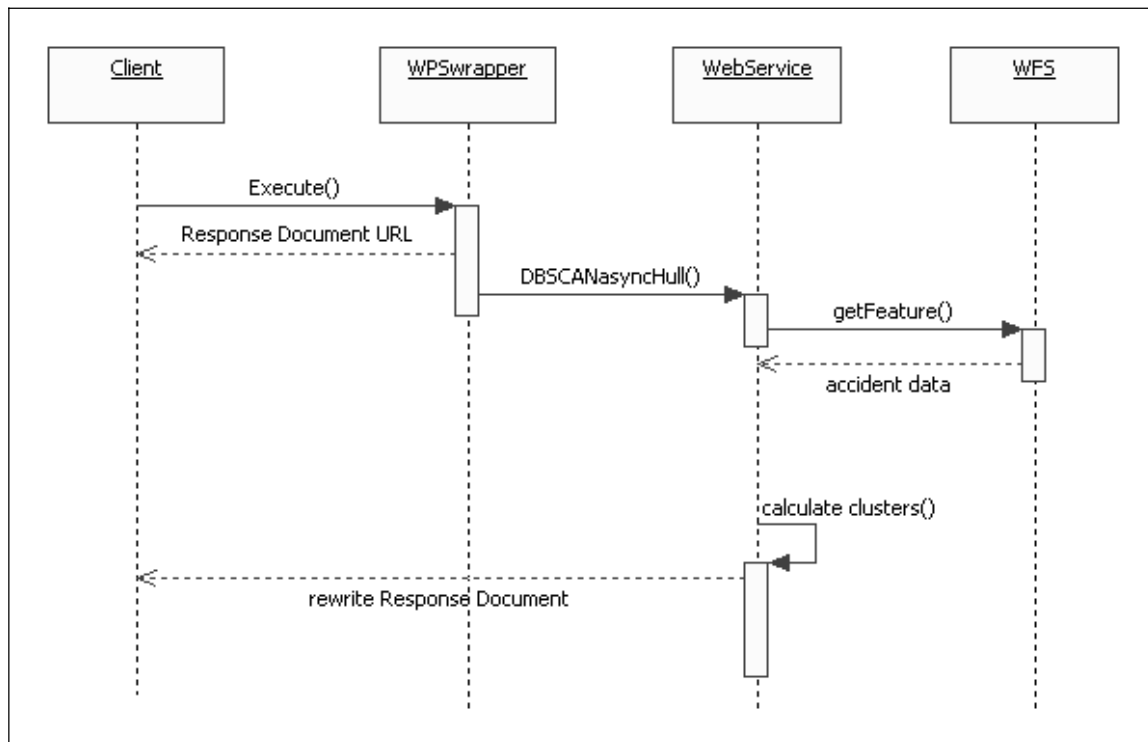 Client
WPSwrapper
WebService
WFS
Execute()
Response Document URL
DBSCANasyncHull()
getFeature()
accident data
calculate clusters()
rewrite Response Document